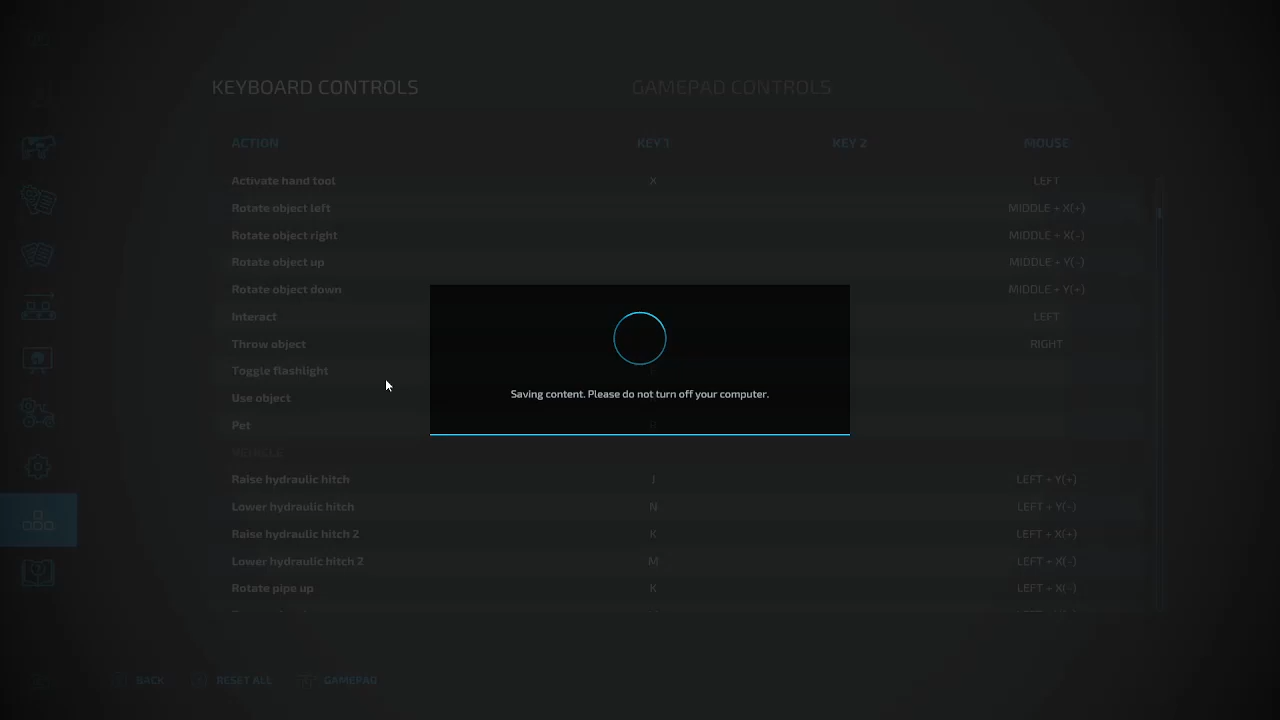 KEYBOARD CONTROLS GAMEPAD CONTROLS
ACTION KEY 1 KEY 2 MOUSE
Activate hand tool X LEFT
Rotate object left MIDDLE + X(+)
Rotate object right MIDDLE + X(-)
Rotate object up MIDDLE + Y(-)
Rotate object down MIDDLE + Y(+)
Interact LEFT
Throw object RIGHT
Toggle flashlight
Use object
Saving content. Please do not turn off your computer.
Pet
VEHICLE
Raise hydraulic hitch J LEFT + Y(+)
Lower hydraulic hitch N LEFT + Y(-)
Raise hydraulic hitch 2 K LEFT + X(+)
Lower hydraulic hitch 2 M LEFT + X(-)
Rotate pipe up K LEFT + X(-)
BACK RESET ALL GAMEPAD